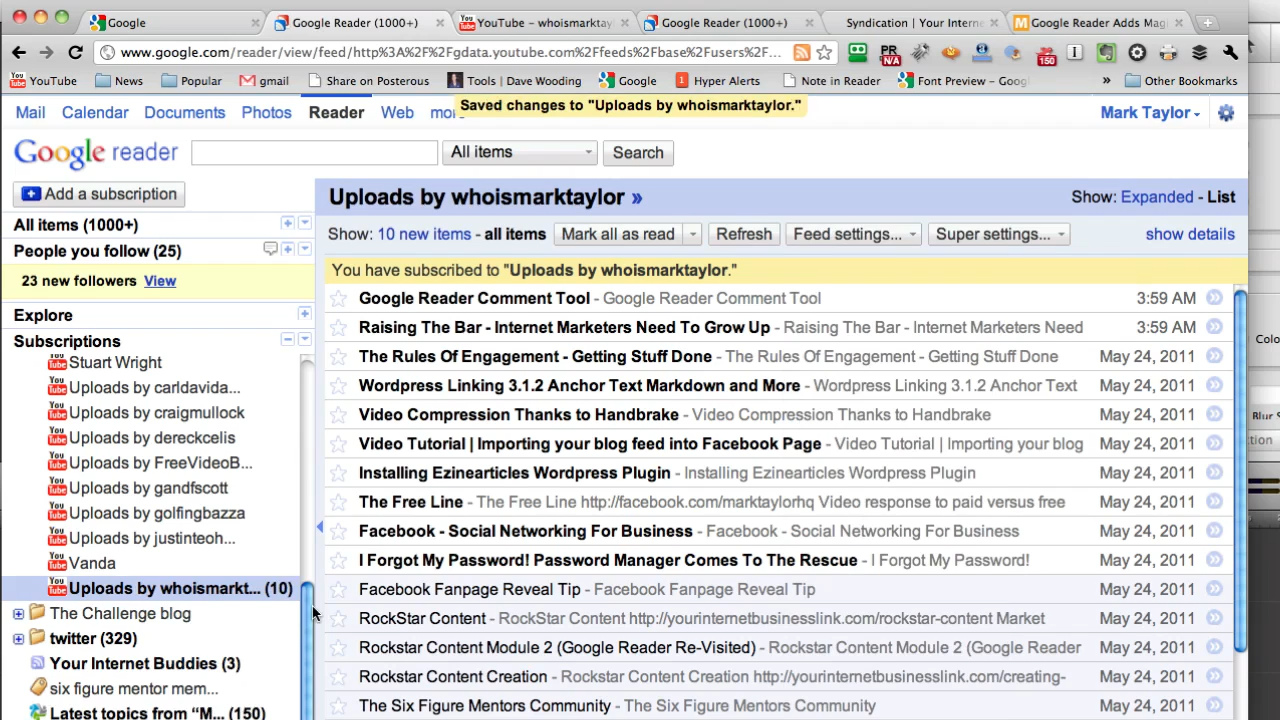 Google
Google Reader (1000+)
YouTube - whoismarktay
Google Reader (1000+)
Syndication | Your Intern
Google Reader Adds Mag
www.google.com/reader/view/feed/http%3A%2F%2Fgdata.youtube.com%2Ffeeds%2Fbase%2Fusers%2F...
YouTube
News
Popular
gmail
Share on Posterous
Tools | Dave Wooding
Google
Hover Alerts
Note in Reader
Font Preview - Goog
Other Bookmarks
Mail Calendar Documents Photos Reader Web mor
Saved changes to "Uploads by whoismarktaylor."
Mark Taylor
Google reader
All items
Search
Add a subscription
All items (1000+)
People you follow (25)
23 new followers View
Explore
Subscriptions
Stuart Wright
Uploads by carldavida...
Uploads by craigmullock
Uploads by dereckcelis
Uploads by FreeVideoB...
Uploads by gandfscott
Uploads by golfingbazza
Uploads by justinteoh...
Vanda
Uploads by whoismarkt... (10)
The Challenge blog
twitter (329)
Your Internet Buddies (3)
six figure mentor mem...
Latest topics from “M... (150)
Uploads by whoismarktaylor »
Show: Expanded - List
Show: 10 new items - all items
Mark all as read
Refresh
Feed settings...
Super settings...
show details
You have subscribed to "Uploads by whoismarktaylor."
Google Reader Comment Tool - Google Reader Comment Tool 3:59 AM
Raising The Bar - Internet Marketers Need To Grow Up - Raising The Bar - Internet Marketers Need 3:59 AM
The Rules Of Engagement - Getting Stuff Done - The Rules Of Engagement - Getting Stuff Done May 24, 2011
Wordpress Linking 3.1.2 Anchor Text Markdown and More - Wordpress Linking 3.1.2 Anchor Text May 24, 2011
Video Compression Thanks to Handbrake - Video Compression Thanks to Handbrake May 24, 2011
Video Tutorial | Importing your blog feed into Facebook Page - Video Tutorial | Importing your blog May 24, 2011
Installing Ezinearticles Wordpress Plugin - Installing Ezinearticles Wordpress Plugin May 24, 2011
The Free Line - The Free Line http://facebook.com/marktaylorhq Video response to paid versus free May 24, 2011
Facebook - Social Networking For Business - Facebook - Social Networking For Business May 24, 2011
I Forgot My Password! Password Manager Comes To The Rescue - I Forgot My Password! May 24, 2011
Facebook Fanpage Reveal Tip - Facebook Fanpage Reveal Tip May 24, 2011
RockStar Content - RockStar Content http://yourinternetbusinesslink.com/rockstar-content Market May 24, 2011
Rockstar Content Module 2 (Google Reader Re-Visited) - Rockstar Content Module 2 (Google Reader May 24, 2011
Rockstar Content Creation - Rockstar Content Creation http://yourinternetbusinesslink.com/creating- May 24, 2011
The Six Figure Mentors Community - The Six Figure Mentors Community May 24, 2011
Colo
Blur